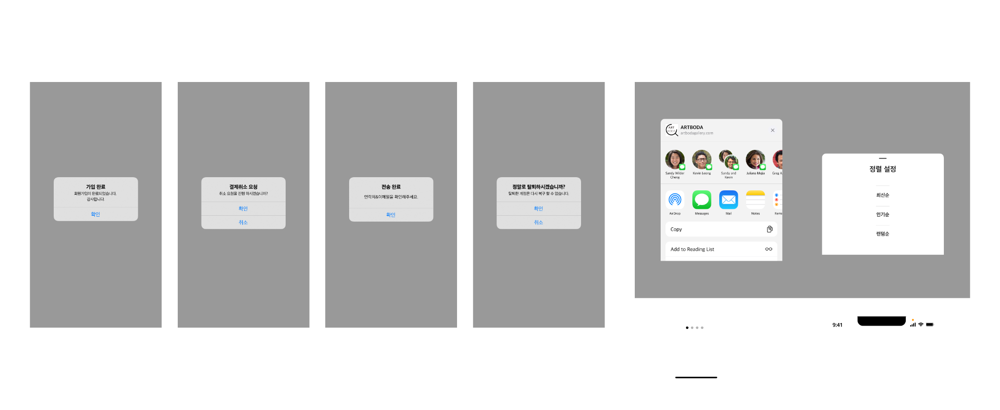 가입 완료
회원가입이 완료되었습니다.
감사합니다.
확인
결제취소 요청
취소 요청을 진행 하시겠습니까?
확인
취소
전송 완료
연락처&이메일을 확인해주세요.
확인
정말로 탈퇴하시겠습니까?
탈퇴한 계정은 다시 복구 할 수 없습니다.
확인
취소
ART
BODA
ARTBODA
artbodagallery.com
Sandy Wilder
Cheng
Kevin Leong
Sandy and
Kevin
Juliana Mejia
Greg A
AirDrop
Messages
Mail
Notes
Remi
Copy
Add to Reading List
정렬 설정
최신순
인기순
랜덤순
9:41